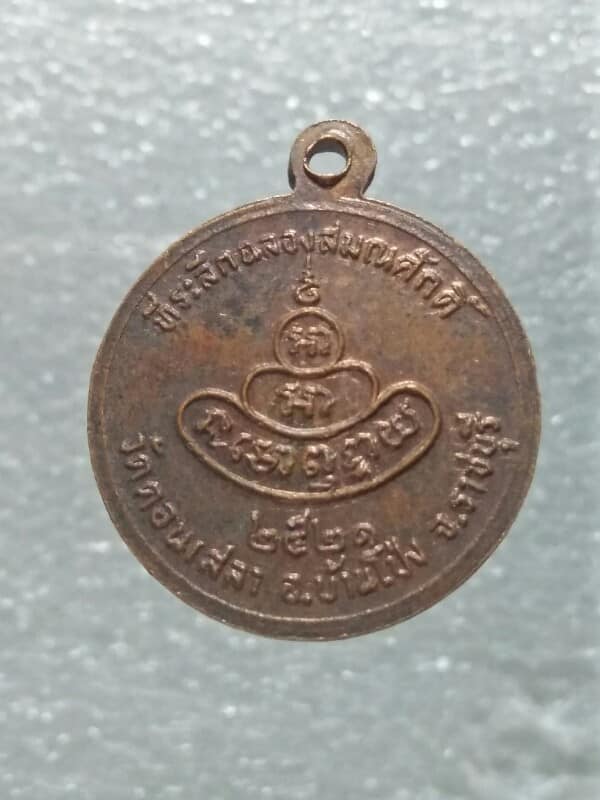 ที่ระลึกฉลองสมณศักดิ์
๒๕๒๑
วัดดอนเสลา อ.บ้านโป่ง จ.ราชบุรี